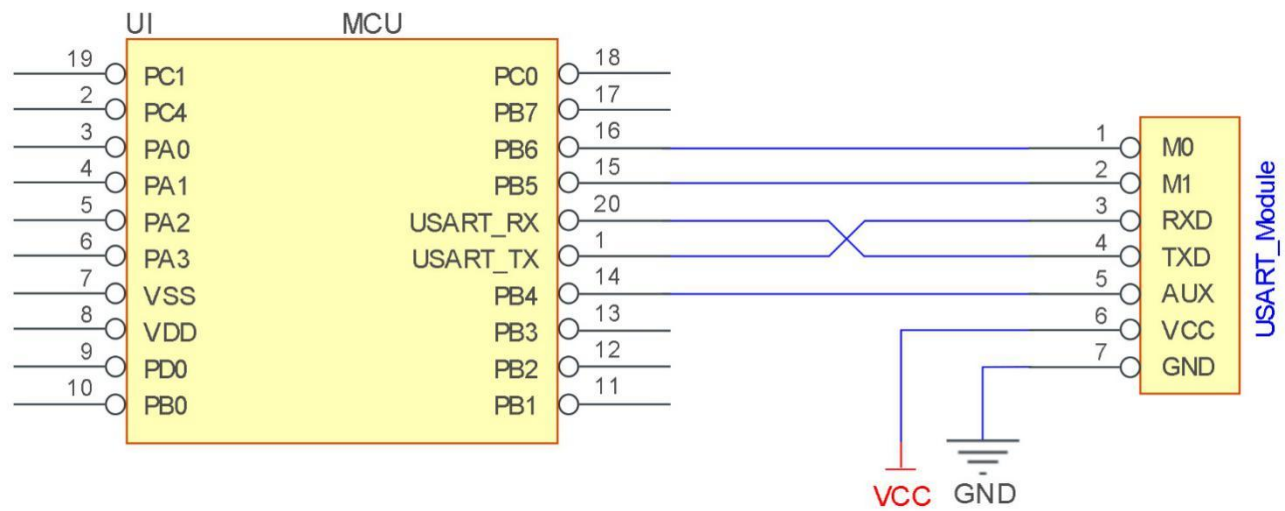 UI MCU
19 PC1 PC0 18
2 PC4 PB7 17
3 PA0 PB6 16 1 M0
4 PA1 PB5 15 2 M1
5 PA2 USART_RX 20 3 RXD
6 PA3 USART_TX 1 4 TXD
7 VSS PB4 14 5 AUX
8 VDD PB3 13 6 VCC
9 PD0 PB2 12 7 GND
10 PB0 PB1 11
USART_Module
VCC GND